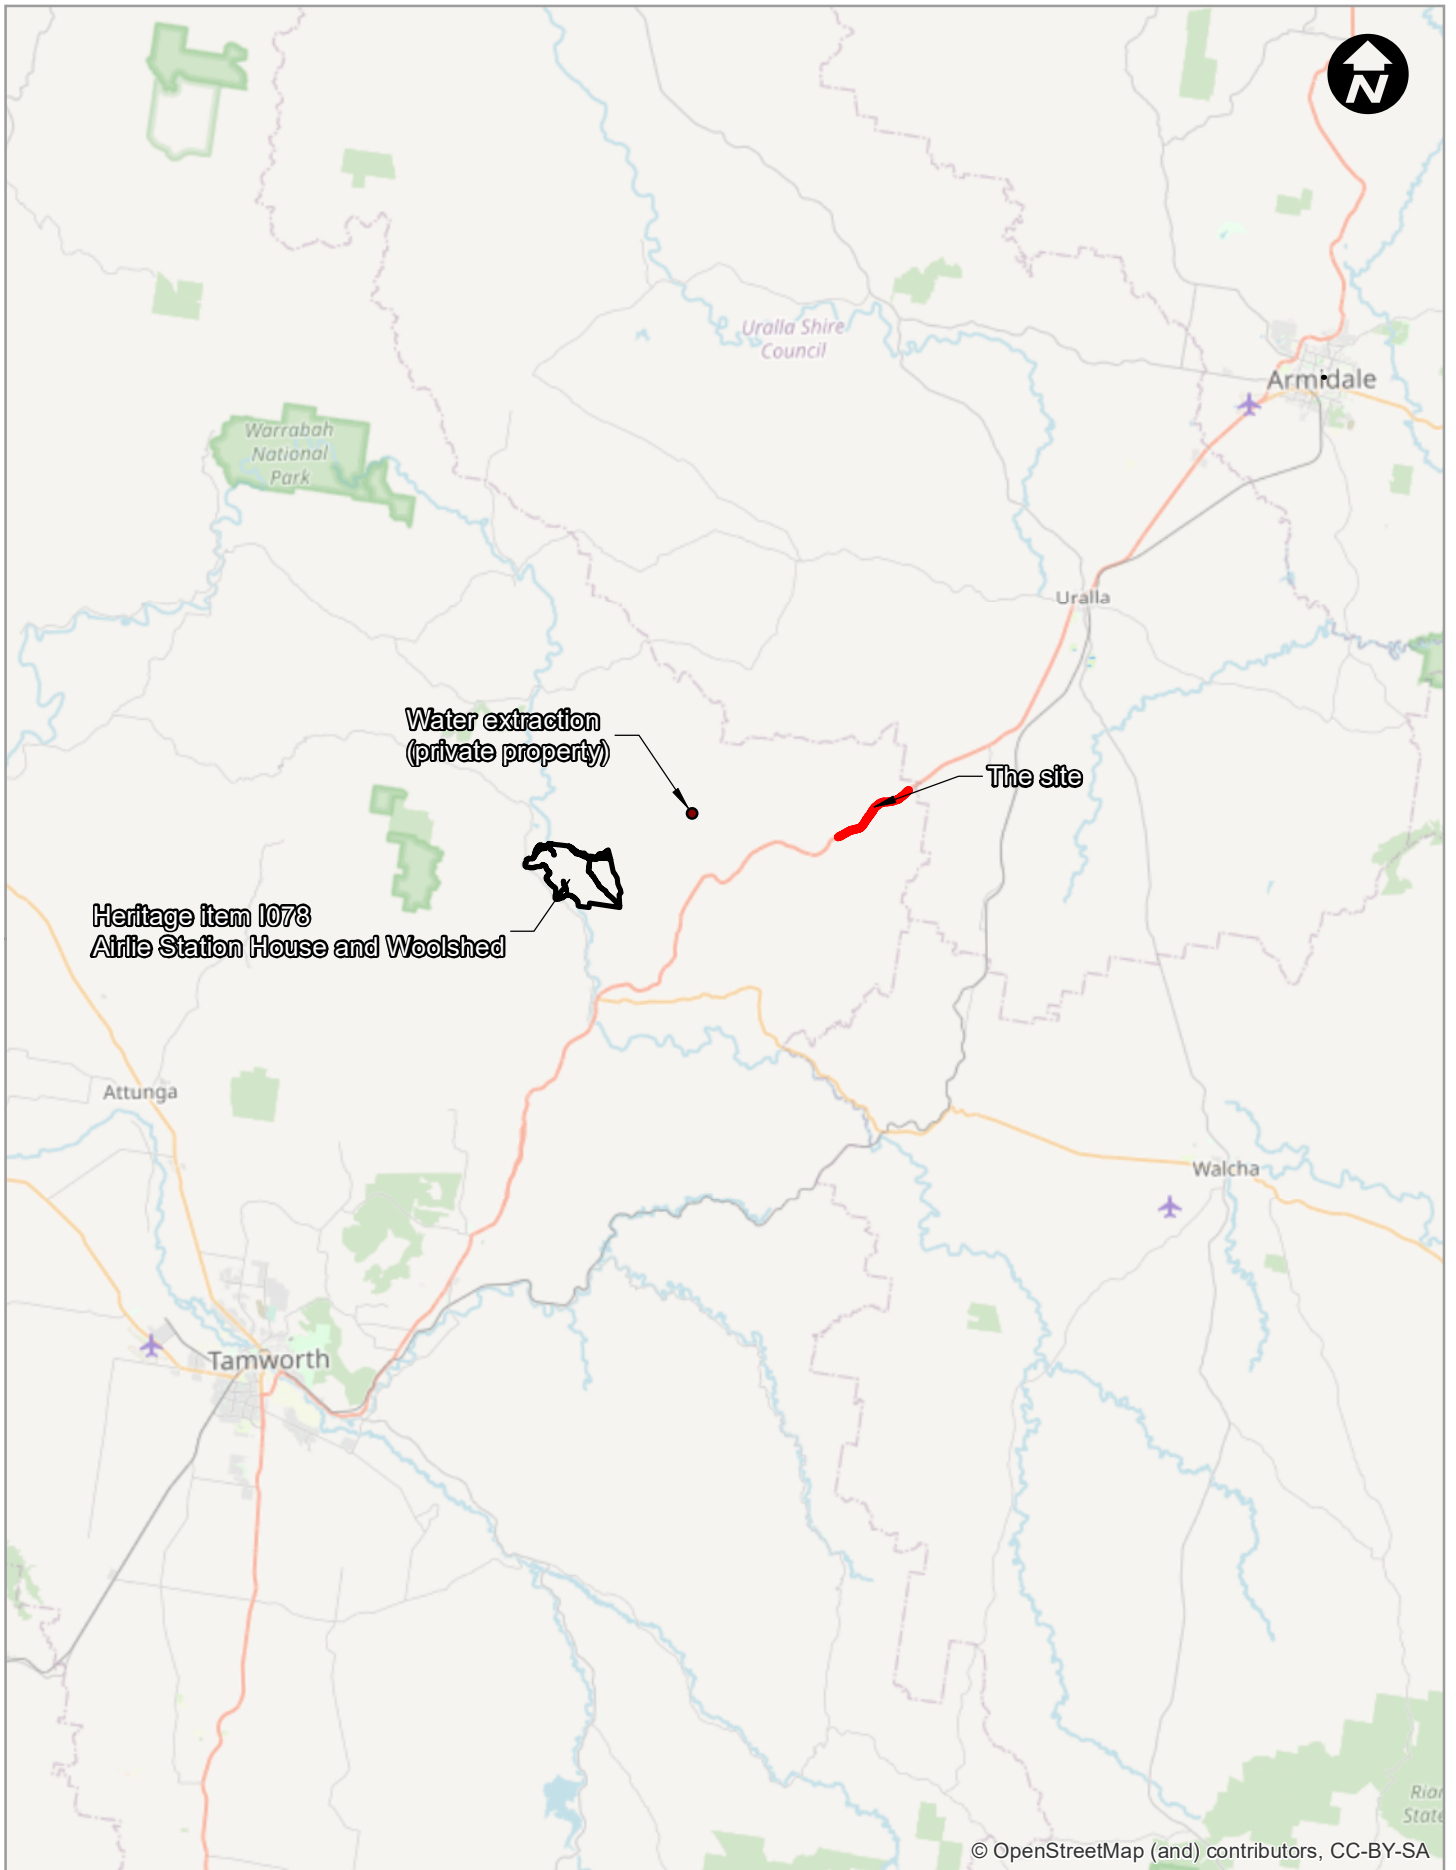 N
Uralla Shire
Council
Armidale
Warrabah
National
Park
Uralla
Water extraction
(private property)
The site
Heritage item I078
Airlie Station House and Woolshed
Attunga
Walcha
Tamworth
State
© OpenStreetMap (and) contributors, CC-BY-SA